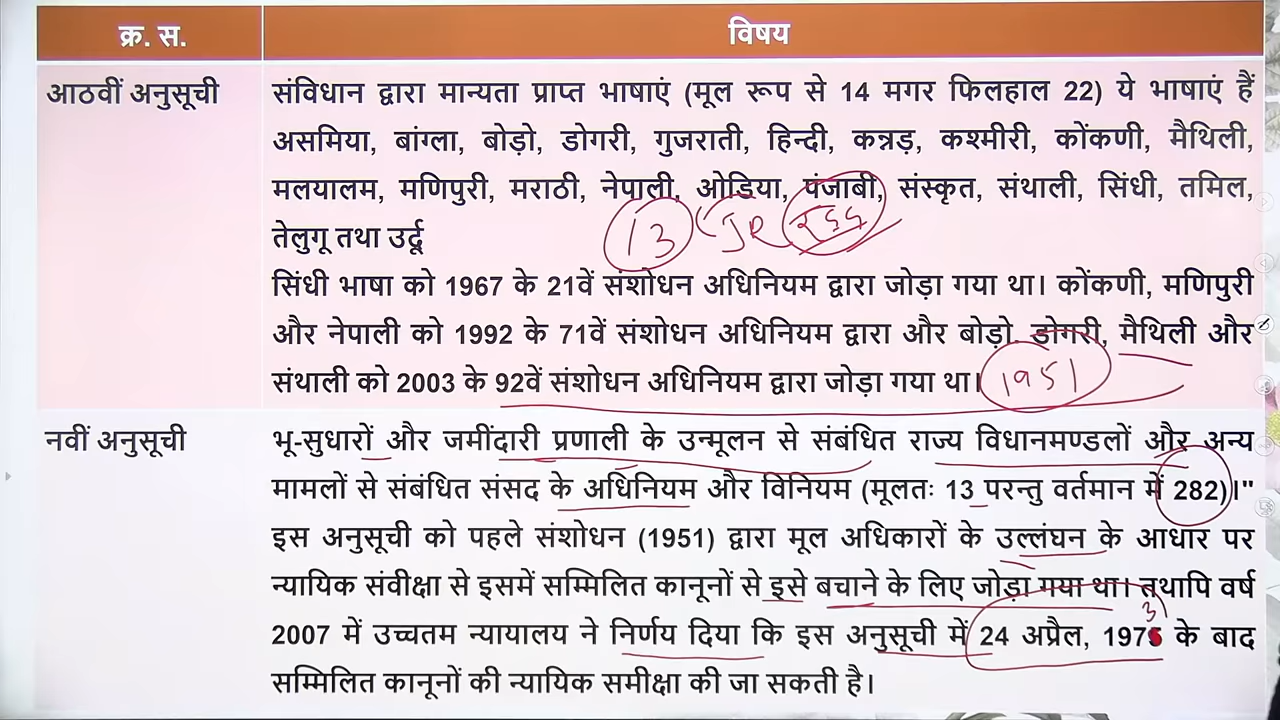 क्र. स. विषय
आठवीं अनुसूची संविधान द्वारा मान्यता प्राप्त भाषाएं (मूल रूप से 14 मगर फिलहाल 22) ये भाषाएं हैं
असमिया, बांग्ला, बोड़ो, डोगरी, गुजराती, हिन्दी, कन्नड़, कश्मीरी, कोंकणी, मैथिली,
मलयालम, मणिपुरी, मराठी, नेपाली, ओडिया, पंजाबी, संस्कृत, संथाली, सिंधी, तमिल,
13
तेलुगू तथा उर्दू
सिंधी भाषा को 1967 के 21वें संशोधन अधिनियम द्वारा जोड़ा गया था। कोंकणी, मणिपुरी
और नेपाली को 1992 के 71वें संशोधन अधिनियम द्वारा और बोड़ो, डोगरी, मैथिली और
संथाली को 2003 के 92वें संशोधन अधिनियम द्वारा जोड़ा गया था। 1951
नवीं अनुसूची भू-सुधारों और जमींदारी प्रणाली के उन्मूलन से संबंधित राज्य विधानमण्डलों और अन्य
मामलों से संबंधित संसद के अधिनियम और विनियम (मूलतः 13 परन्तु वर्तमान में 282)।"
इस अनुसूची को पहले संशोधन (1951) द्वारा मूल अधिकारों के उल्लंघन के आधार पर
न्यायिक संवीक्षा से इसमें सम्मिलित कानूनों से इसे बचाने के लिए जोड़ा गया था। तथापि वर्ष
3
2007 में उच्चतम न्यायालय ने निर्णय दिया कि इस अनुसूची में 24 अप्रैल, 197 के बाद
सम्मिलित कानूनों की न्यायिक समीक्षा की जा सकती है।